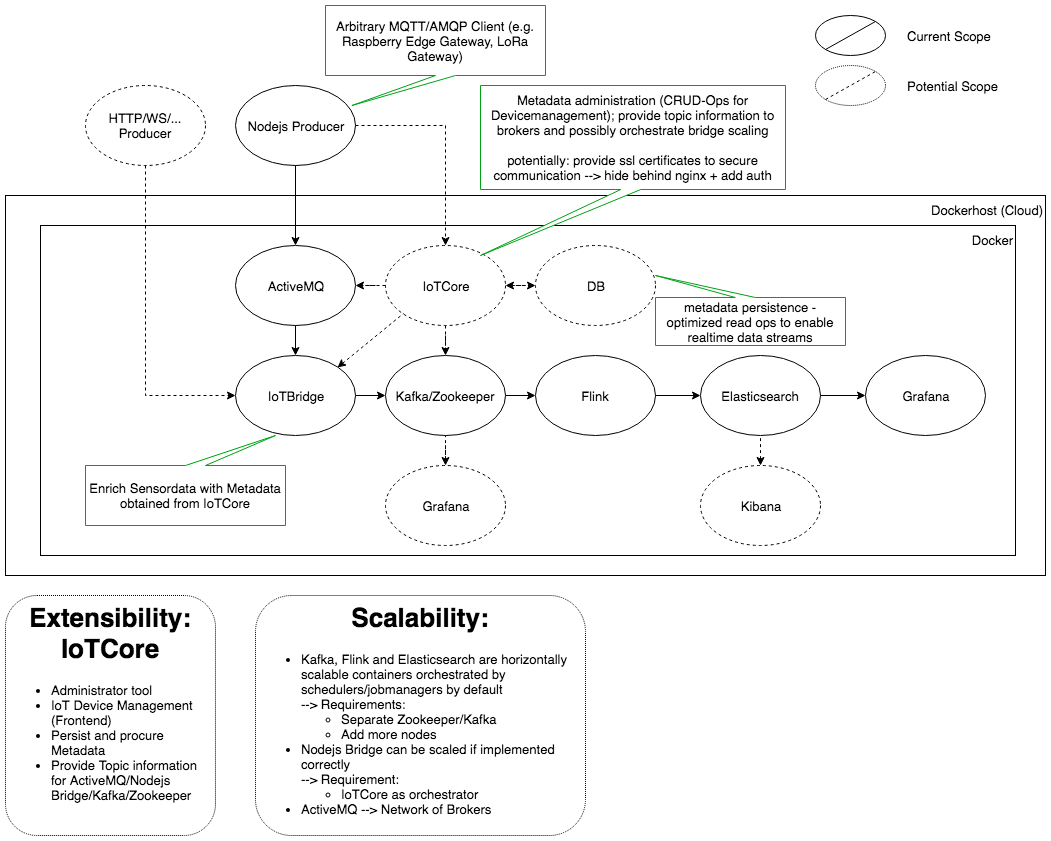 Arbitrary MQTT/AMQP Client (e.g.
Raspberry Edge Gateway, LoRa
Gateway)
Current Scope
Potential Scope
HTTP/WS/...
Producer
Nodejs Producer
Metadata administration (CRUD-Ops for
Devicemanagement); provide topic information to
brokers and possibly orchestrate bridge scaling
potentially: provide ssl certificates to secure
communication --> hide behind nginx + add auth
Dockerhost (Cloud)
Docker
ActiveMQ
IoTCore
DB
metadata persistence -
optimized read ops to enable
realtime data streams
IoTBridge
Kafka/Zookeeper
Flink
Elasticsearch
Grafana
Enrich Sensordata with Metadata
obtained from IoTCore
Grafana
Kibana
Extensibility:
IoTCore
• Administrator tool
• IoT Device Management
(Frontend)
• Persist and procure
Metadata
• Provide Topic information
for ActiveMQ/Nodejs
Bridge/Kafka/Zookeeper
Scalability:
• Kafka, Flink and Elasticsearch are horizontally
scalable containers orchestrated by
schedulers/jobmanagers by default
--> Requirements:
○ Separate Zookeeper/Kafka
○ Add more nodes
• Nodejs Bridge can be scaled if implemented
correctly
--> Requirement:
○ IoTCore as orchestrator
• ActiveMQ --> Network of Brokers